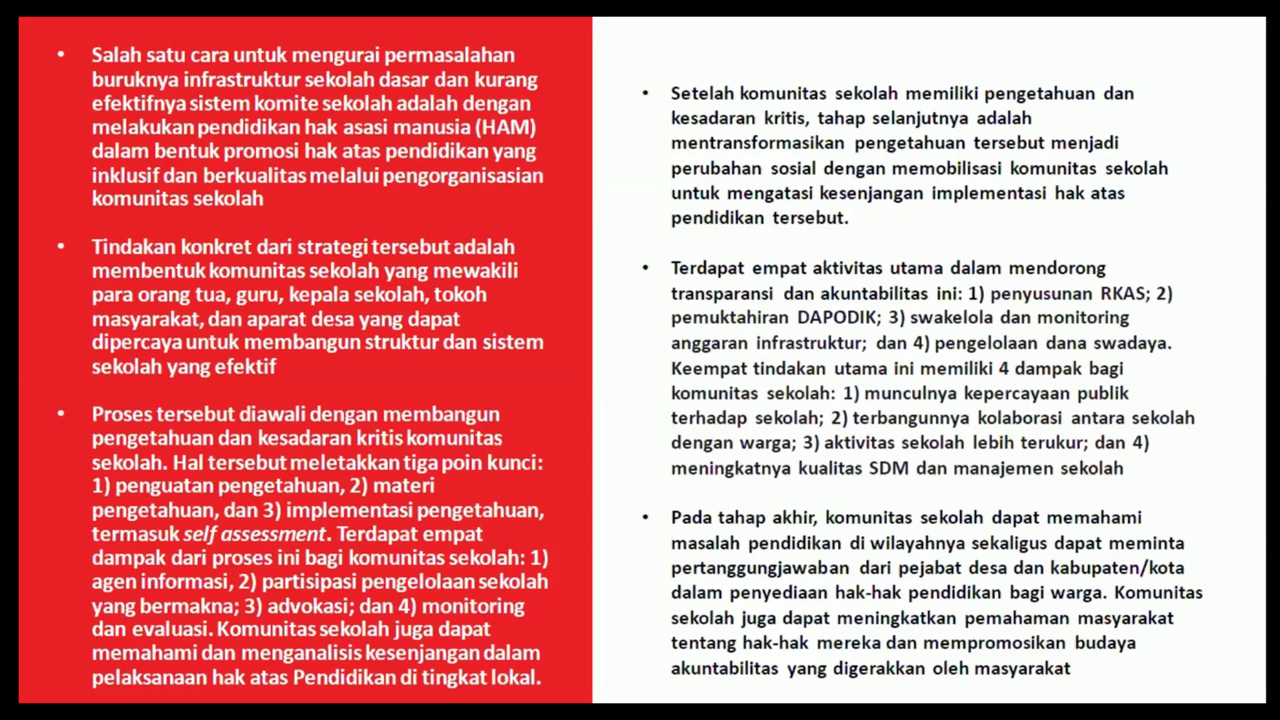 • Salah satu cara untuk mengurai permasalahan
buruknya infrastruktur sekolah dasar dan kurang
efektifnya sistem komite sekolah adalah dengan
melakukan pendidikan hak asasi manusia (HAM)
dalam bentuk promosi hak atas pendidikan yang
inklusif dan berkualitas melalui pengorganisasian
komunitas sekolah
• Tindakan konkret dari strategi tersebut adalah
membentuk komunitas sekolah yang mewakili
para orang tua, guru, kepala sekolah, tokoh
masyarakat, dan aparat desa yang dapat
dipercaya untuk membangun struktur dan sistem
sekolah yang efektif
• Proses tersebut diawali dengan membangun
pengetahuan dan kesadaran kritis komunitas
sekolah. Hal tersebut meletakkan tiga poin kunci:
1) penguatan pengetahuan, 2) materi
pengetahuan, dan 3) implementasi pengetahuan,
termasuk self assessment. Terdapat empat
dampak dari proses ini bagi komunitas sekolah: 1)
agen informasi, 2) partisipasi pengelolaan sekolah
yang bermakna; 3) advokasi; dan 4) monitoring
dan evaluasi. Komunitas sekolah juga dapat
memahami dan menganalisis kesenjangan dalam
pelaksanaan hak atas Pendidikan di tingkat lokal.
• Setelah komunitas sekolah memiliki pengetahuan dan
kesadaran kritis, tahap selanjutnya adalah
mentransformasikan pengetahuan tersebut menjadi
perubahan sosial dengan memobilisasi komunitas sekolah
untuk mengatasi kesenjangan implementasi hak atas
pendidikan tersebut.
• Terdapat empat aktivitas utama dalam mendorong
transparansi dan akuntabilitas ini: 1) penyusunan RKAS; 2)
pemuktahiran DAPODIK; 3) swakelola dan monitoring
anggaran infrastruktur; dan 4) pengelolaan dana swadaya.
Keempat tindakan utama ini memiliki 4 dampak bagi
komunitas sekolah: 1) munculnya kepercayaan publik
terhadap sekolah; 2) terbangunnya kolaborasi antara sekolah
dengan warga; 3) aktivitas sekolah lebih terukur; dan 4)
meningkatnya kualitas SDM dan manajemen sekolah
• Pada tahap akhir, komunitas sekolah dapat memahami
masalah pendidikan di wilayahnya sekaligus dapat meminta
pertanggungjawaban dari pejabat desa dan kabupaten/kota
dalam penyediaan hak-hak pendidikan bagi warga. Komunitas
sekolah juga dapat meningkatkan pemahaman masyarakat
tentang hak-hak mereka dan mempromosikan budaya
akuntabilitas yang digerakkan oleh masyarakat